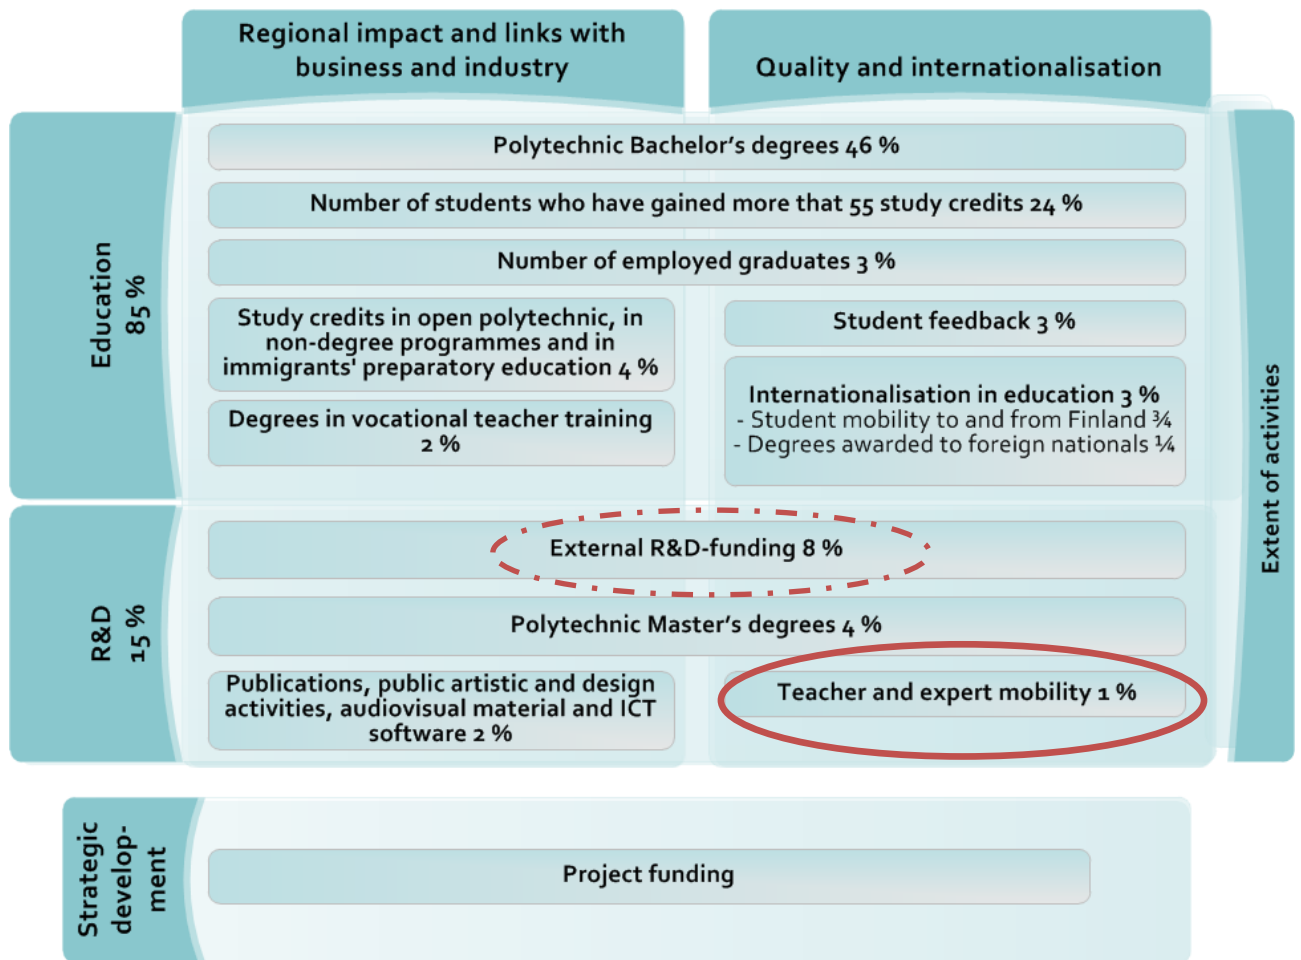 Regional impact and links with
business and industry
Quality and internationalisation
Education
85 %
Polytechnic Bachelor's degrees 46 %
Number of students who have gained more that 55 study credits 24 %
Number of employed graduates 3 %
Study credits in open polytechnic, in
non-degree programmes and in
immigrants' preparatory education 4 %
Degrees in vocational teacher training
2 %
Student feedback 3 %
Internationalisation in education 3 %
- Student mobility to and from Finland ¾
- Degrees awarded to foreign nationals ¼
Extent of activities
R&D
15 %
External R&D-funding 8 %
Polytechnic Master's degrees 4 %
Publications, public artistic and design
activities, audiovisual material and ICT
software 2 %
Teacher and expert mobility 1 %
Strategic
develop-
ment
Project funding